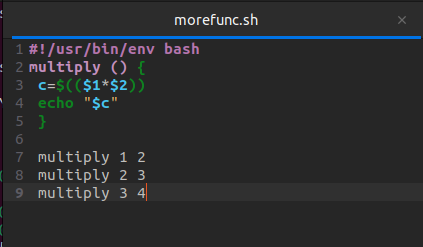 morefunc.sh ×
1 #!/usr/bin/env bash
2 multiply () {
3 c=$(($1*$2))
4 echo "$c"
5 }
6
7 multiply 1 2
8 multiply 2 3
9 multiply 3 4